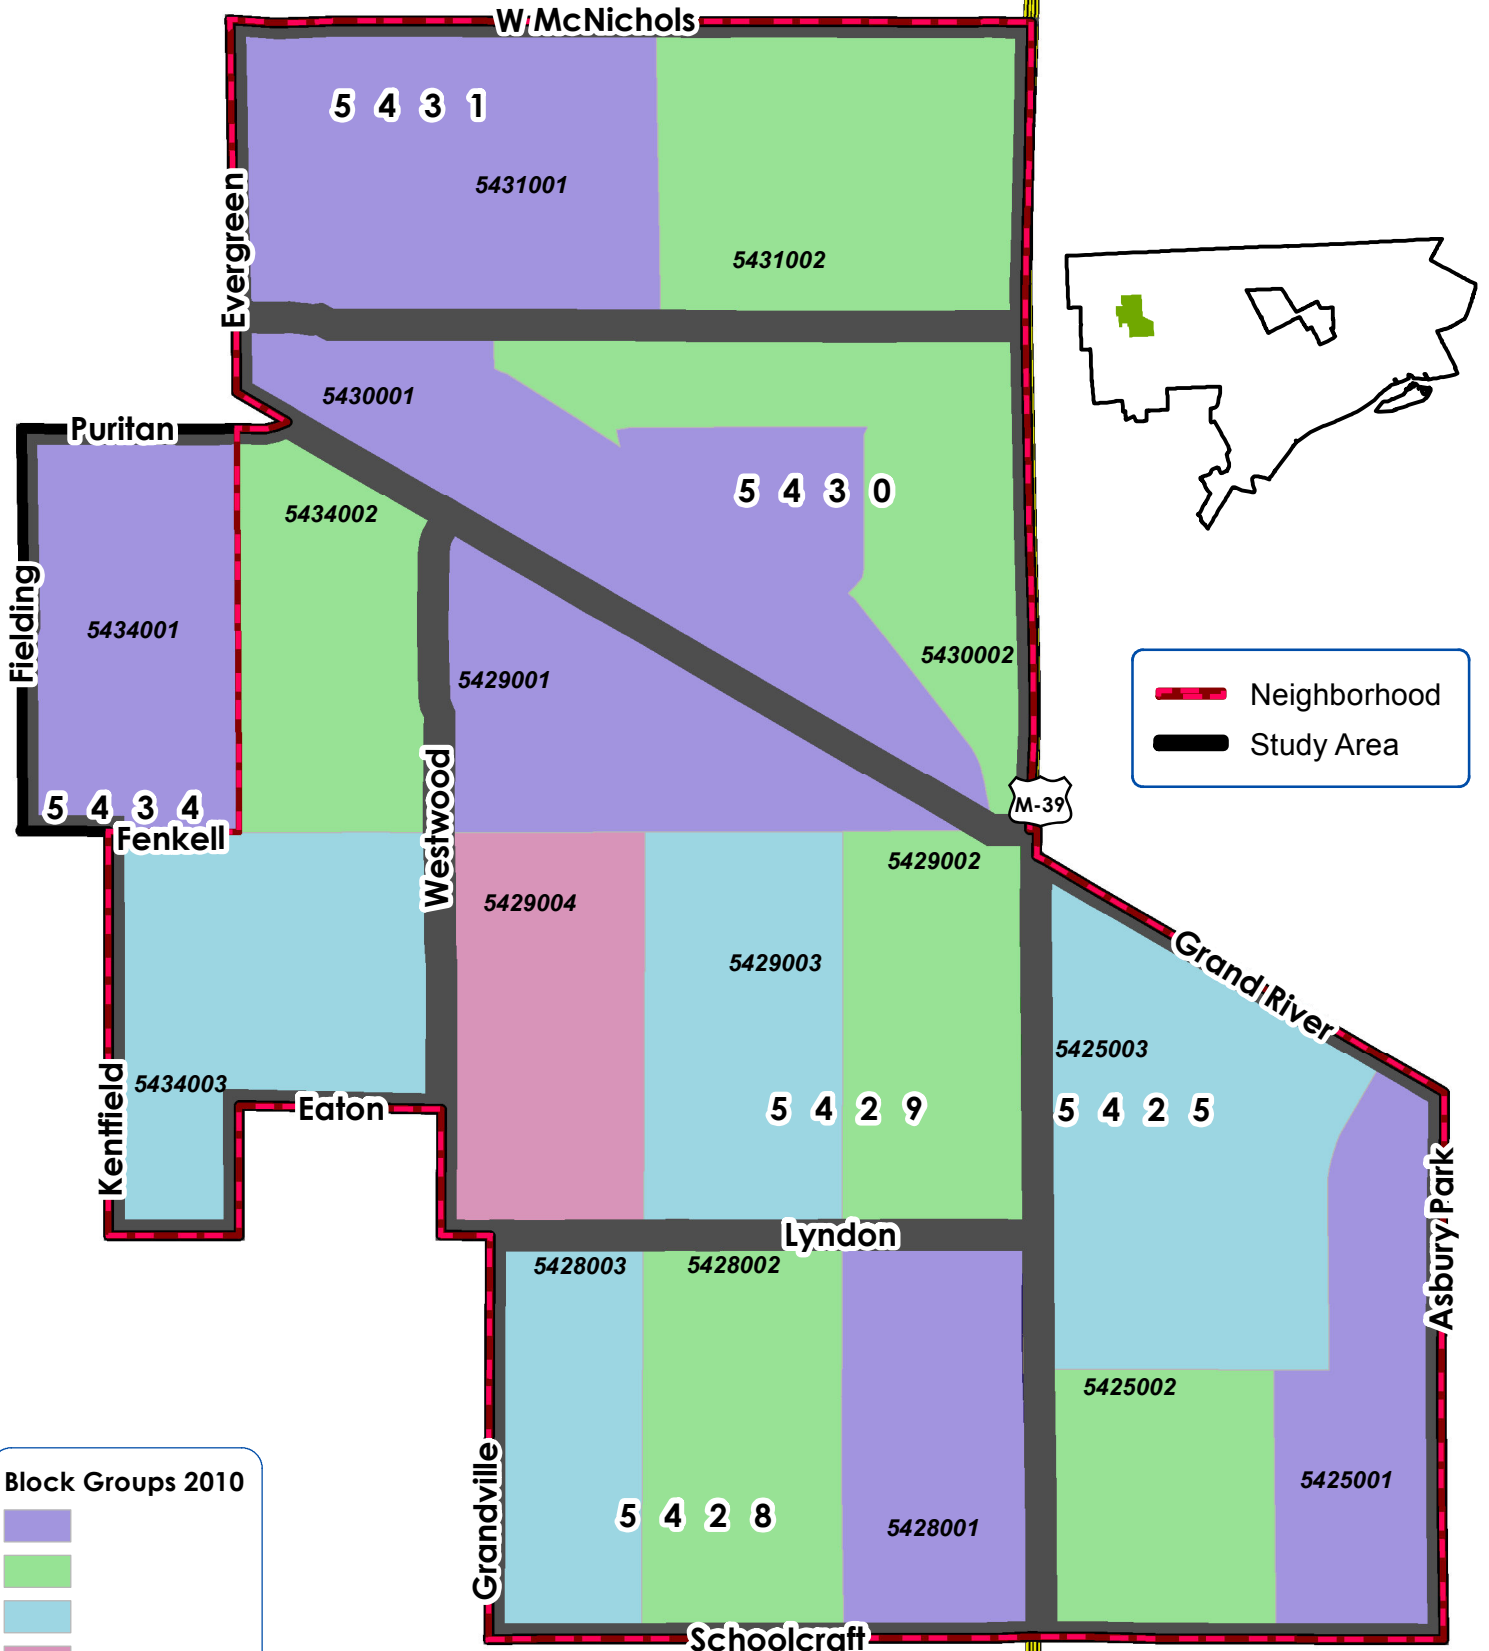 W McNichols
5 4 3 1
5431001
Evergreen
5431002
5430001
Puritan
5434002
5 4 3 0
Fielding
5434001
5430002
5429001
Neighborhood
Study Area
Westwood
M-39
5 4 3 4
Fenkell
5429002
5429004
5429003
Grand River
5425003
Kentfield
5434003
Eaton
5 4 2 9
5 4 2 5
Asbury Park
Lyndon
5428003
5428002
5425002
Block Groups 2010
5425001
Grandville
5 4 2 8
5428001
Schoolcraft